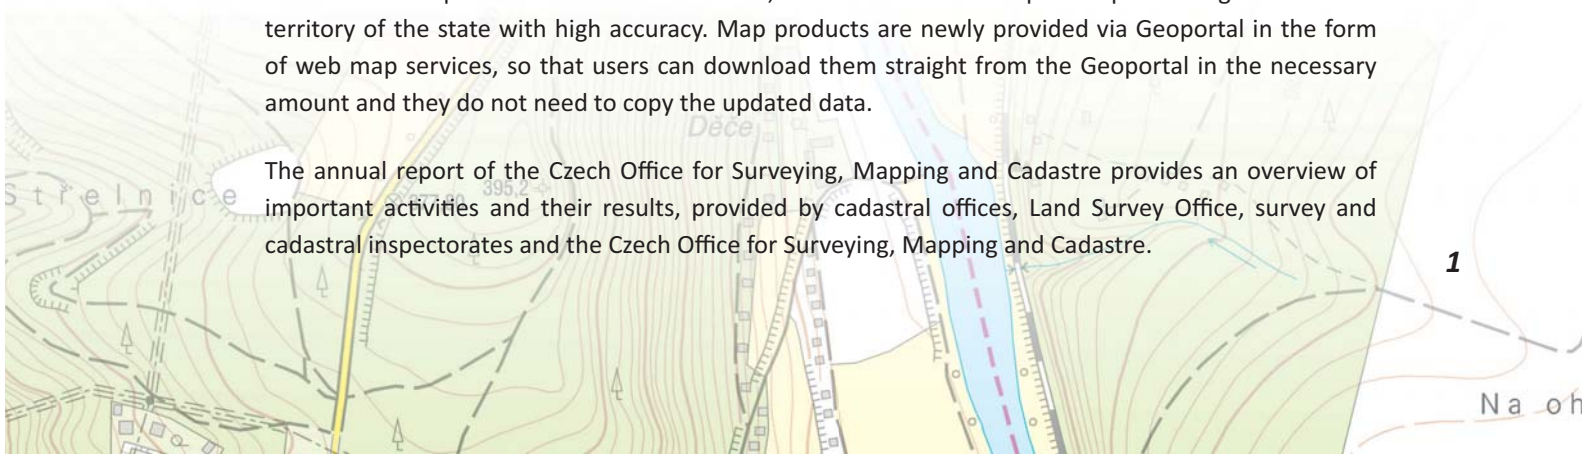 territory of the state with high accuracy. Map products are newly provided via Geoportal in the form
of web map services, so that users can download them straight from the Geoportal in the necessary
amount and they do not need to copy the updated data.
Děče
The annual report of the Czech Office for Surveying, Mapping and Cadastre provides an overview of
Střelnice 395,2
important activities and their results, provided by cadastral offices, Land Survey Office, survey and
cadastral inspectorates and the Czech Office for Surveying, Mapping and Cadastre.
1
Na oh